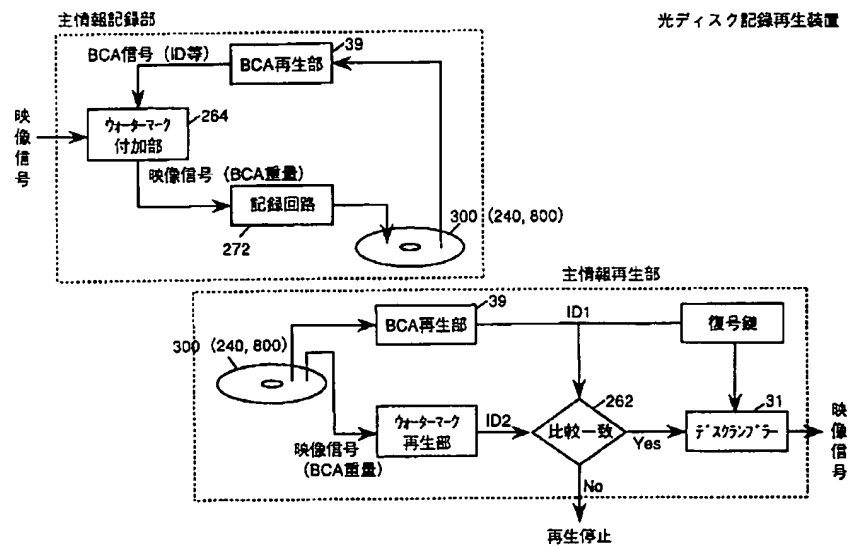 主情報記録部
光ディスク記録再生装置
BCA信号（ID等）
39
BCA再生部
映像信号
264
ウォーターマーク
付加部
映像信号（BCA重量）
記録回路
272
300（240, 800）
主情報再生部
39
BCA再生部
ID1
復号鍵
300（240, 800）
262
31
ウォーターマーク
再生部
ID2
比較一致
Yes
デスクランブラー
映像信号
映像信号
（BCA重量）
No
再生停止